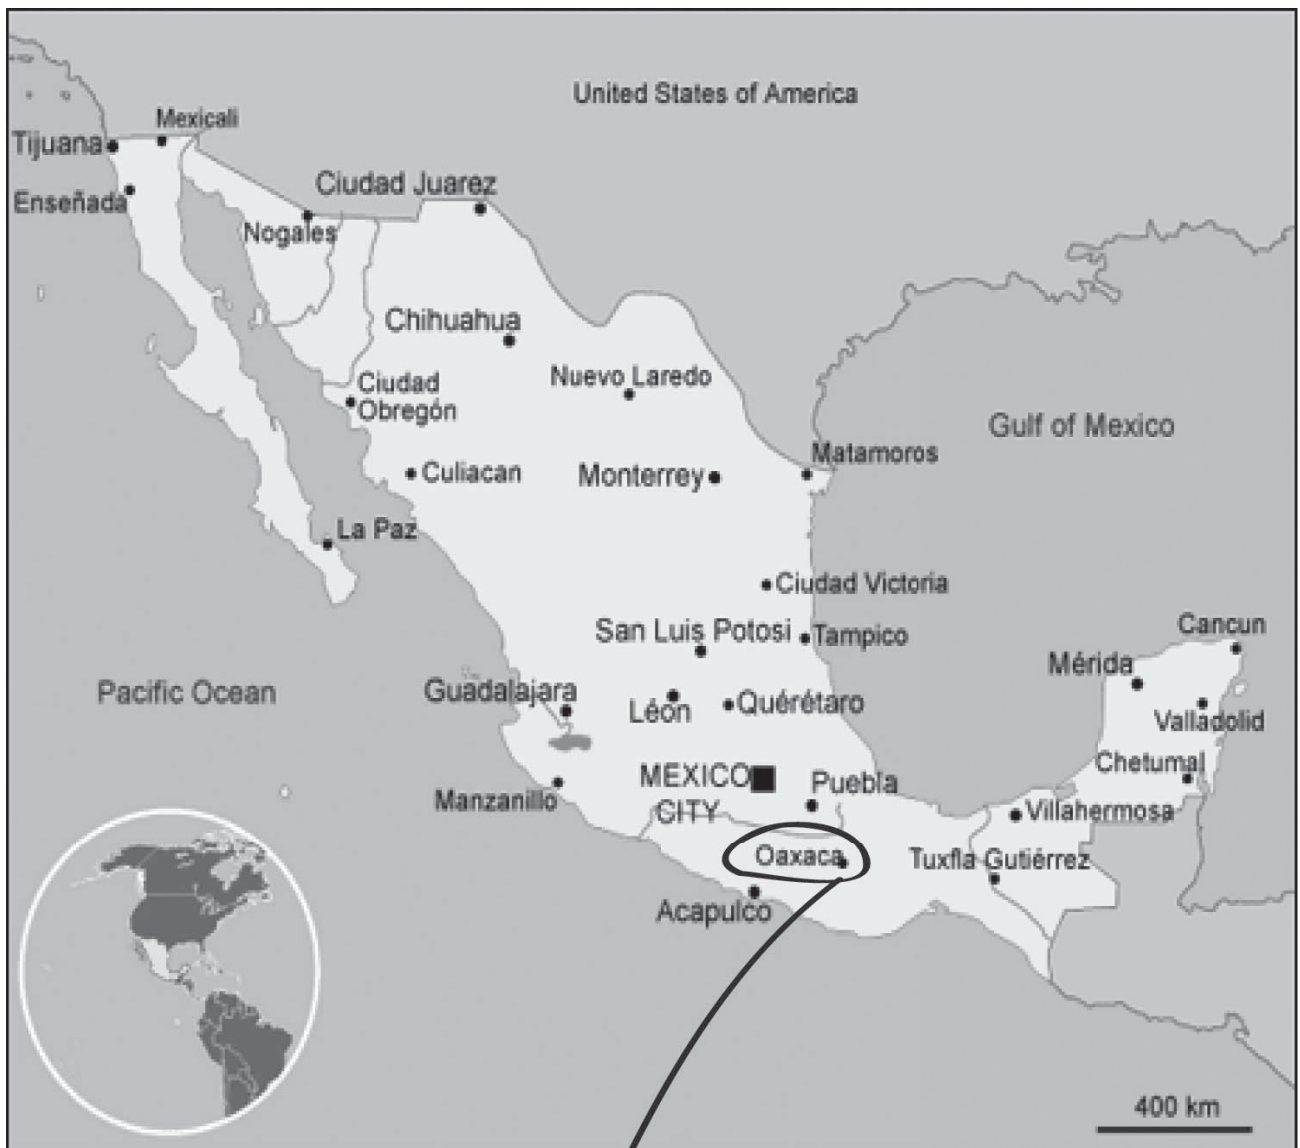 United States of America
Mexicali
Tijuana
Ciudad Juarez
Enseñada
Nogales
Chihuahua
Nuevo Laredo
Ciudad
Obregón
Gulf of Mexico
Matamoros
Culiacan
Monterrey
La Paz
Ciudad Victoria
San Luis Potosi
Tampico
Cancun
Mérida
Pacific Ocean
Guadalajara
Léon
Quérétaro
Valladolid
Chetumal
MEXICO
CITY
Puebla
Manzanillo
Villahermosa
Oaxaca
Tuxfla Gutiérrez
Acapulco
400 km